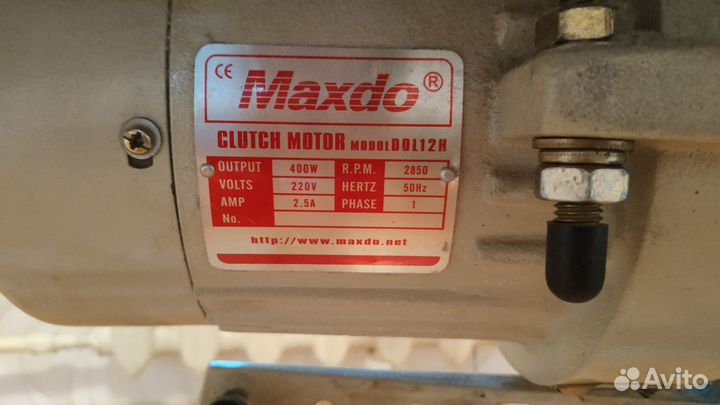 CE Maxdo®
CLUTCH MOTOR MODOL DOL12H
OUTPUT 400W R.P.M. 2850
VOLTS 220V HERTZ 50Hz
AMP 2.5A PHASE 1
No.
http://www.maxdo.net
Avito